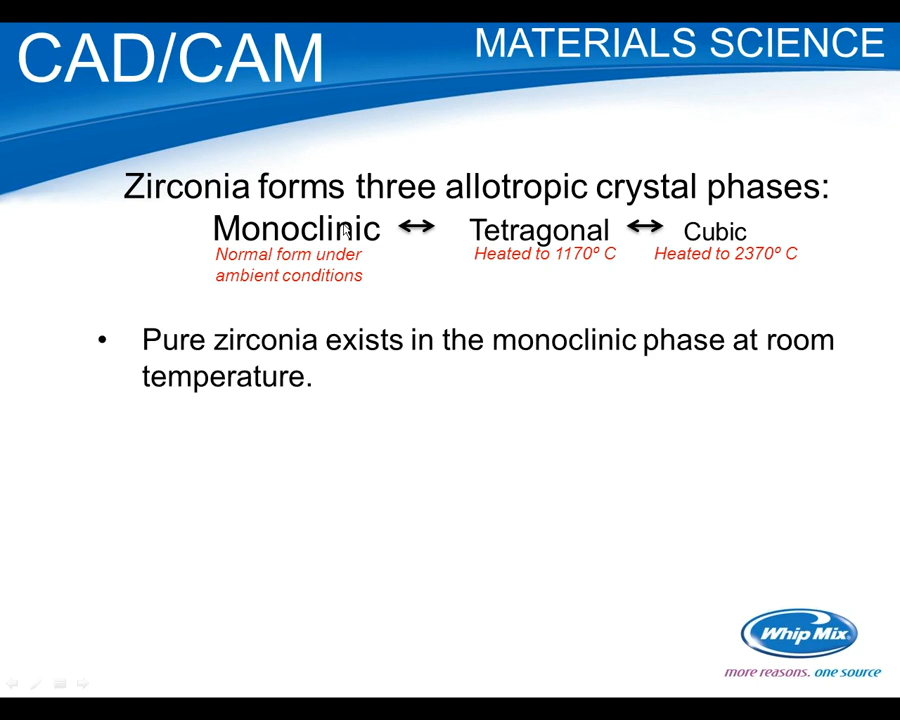 CAD/CAM
MATERIALS SCIENCE
Zirconia forms three allotropic crystal phases:
Monoclinic ↔ Tetragonal ↔ Cubic
Normal form under Heated to 1170º C Heated to 2370º C
ambient conditions
• Pure zirconia exists in the monoclinic phase at room
temperature.
Whip Mix
more reasons. one source